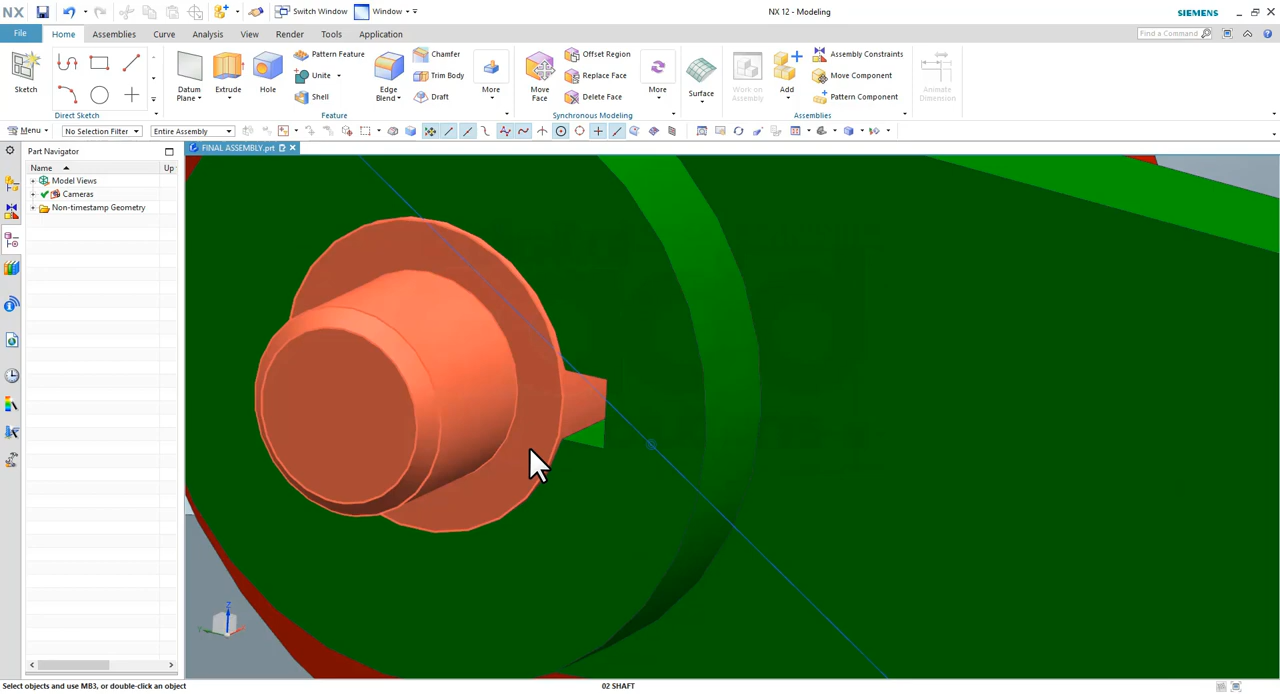 NX
Switch Window
Window
NX 12 - Modeling
SIEMENS
File
Home
Assemblies
Curve
Analysis
View
Render
Tools
Application
Find a Command
Sketch
Direct Sketch
Datum Plane
Extrude
Hole
Pattern Feature
Unite
Shell
Edge Blend
Chamfer
Trim Body
Draft
More
Feature
Move Face
Offset Region
Replace Face
Delete Face
More
Synchronous Modeling
Surface
Work on Assembly
Add
Assembly Constraints
Move Component
Pattern Component
Assemblies
Animate Dimension
Menu
No Selection Filter
Entire Assembly
Part Navigator
FINAL ASSEMBLY.prt
Name
Up
Model Views
Cameras
Non-timestamp Geometry
Z
Select objects and use MB3, or double-click an object
02 SHAFT